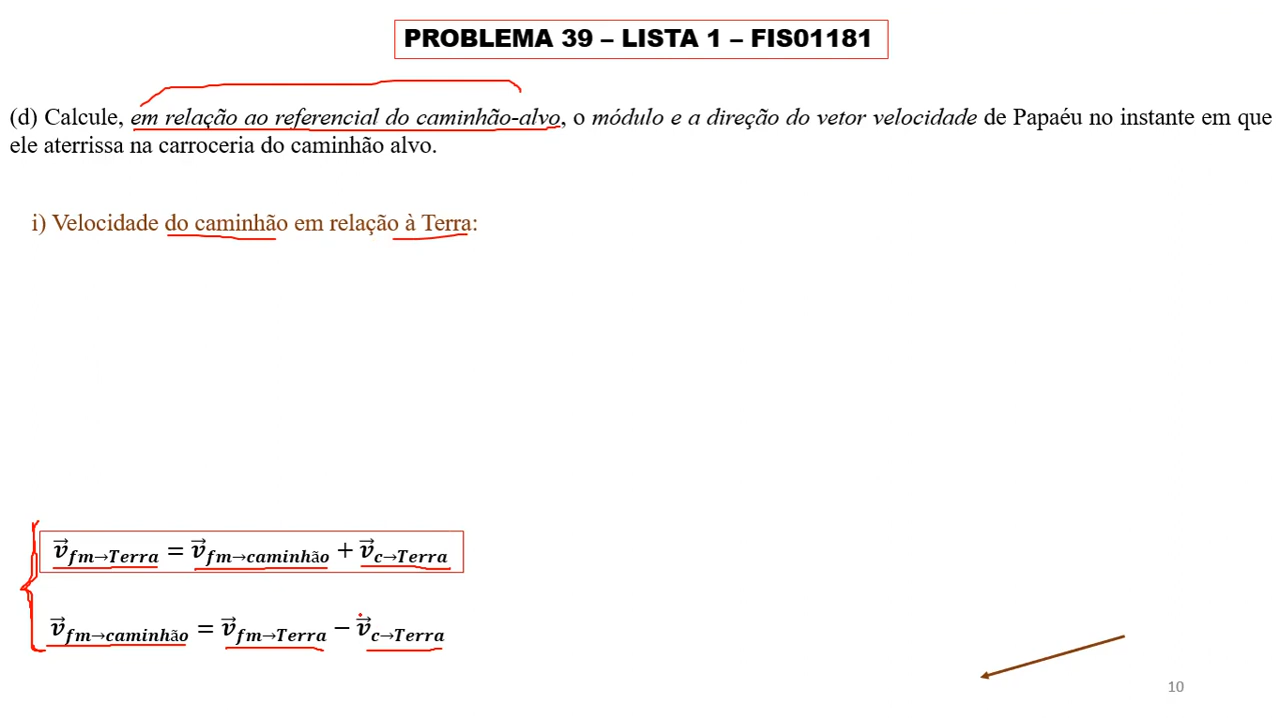 PROBLEMA 39 – LISTA 1 – FIS01181
(d) Calcule, em relação ao referencial do caminhão-alvo, o módulo e a direção do vetor velocidade de Papaéu no instante em que
ele aterrissa na carroceria do caminhão alvo.
i) Velocidade do caminhão em relação à Terra:
v⃗fm→Terra = v⃗fm→caminhão + v⃗c→Terra
v⃗fm→caminhão = v⃗fm→Terra − v⃗c→Terra
10